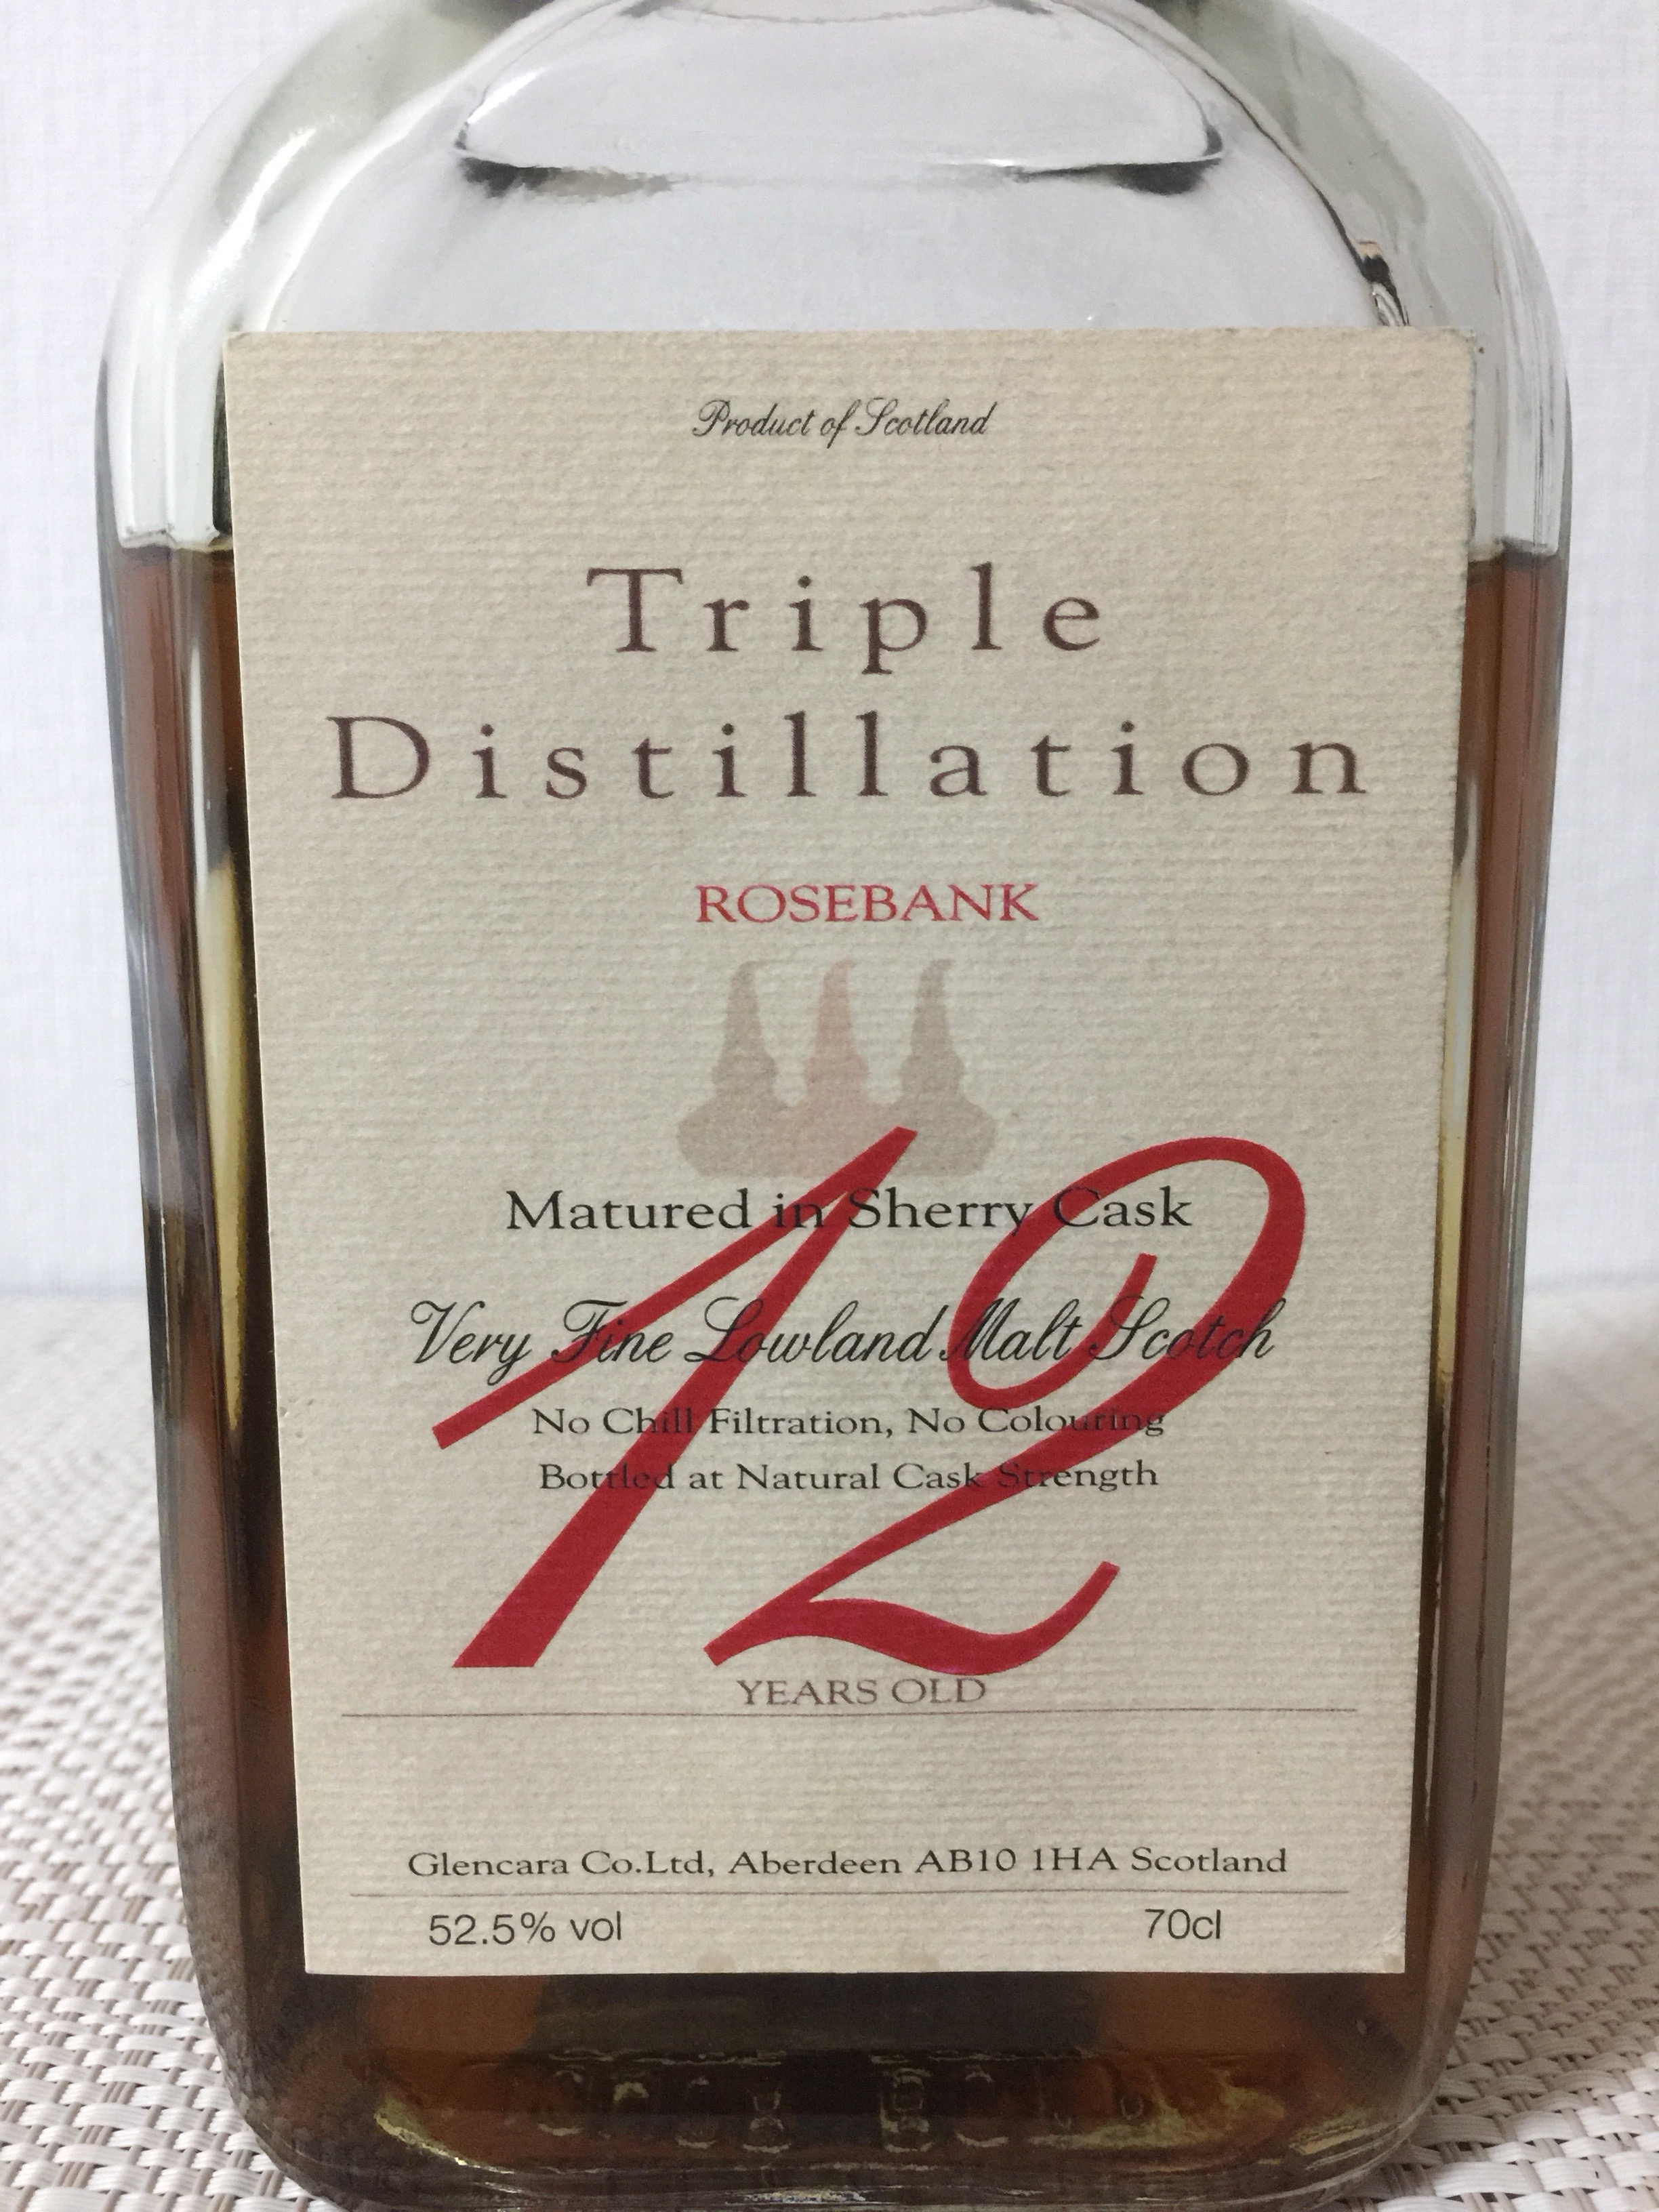 Product of Scotland
Triple
Distillation
ROSEBANK
Matured in Sherry Cask
Very Fine Lowland Malt Scotch
No Chill Filtration, No Colouring
Bottled at Natural Cask Strength
12
YEARS OLD
Glencara Co.Ltd, Aberdeen AB10 1HA Scotland
52.5% vol 70cl